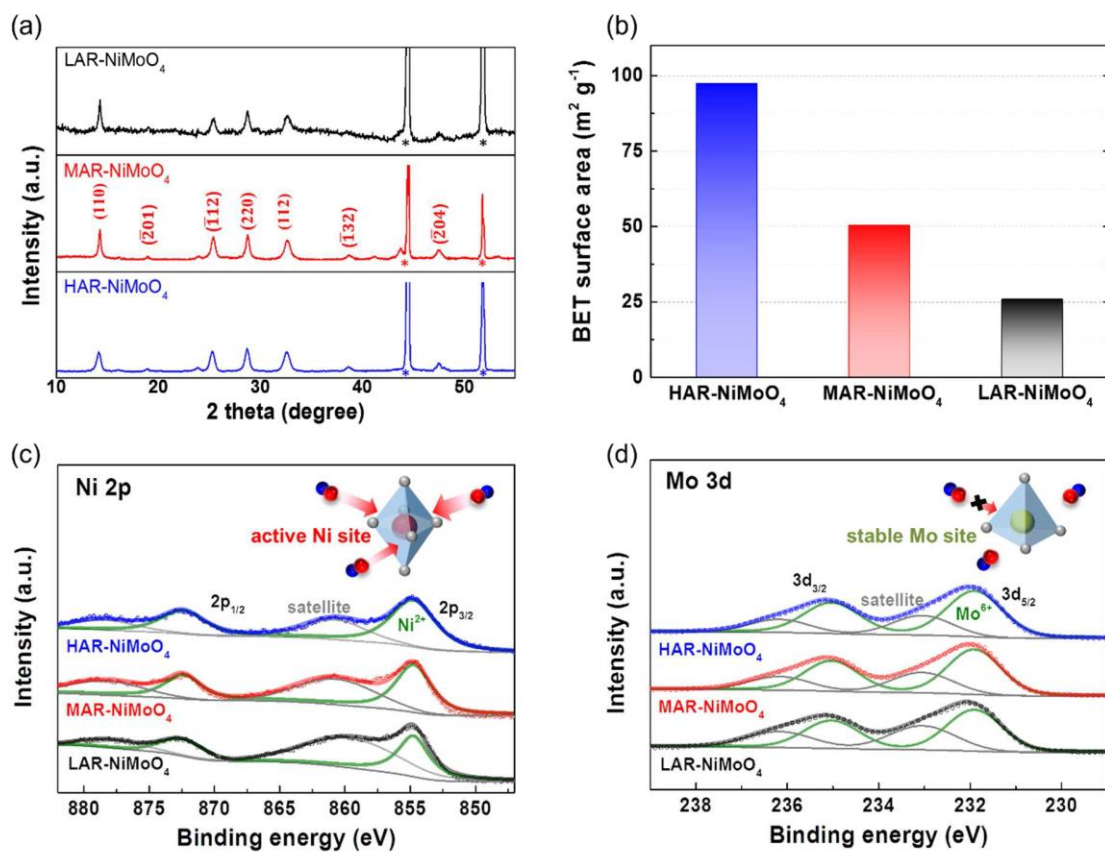 (a)
LAR-NiMoO₄
* *
MAR-NiMoO₄
(110) (2̅01) (1̅12) (220) (112) (1̅32) (2̅04)
* *
HAR-NiMoO₄
* *
10 20 30 40 50
2 theta (degree)
Intensity (a.u.)
(b)
BET surface area (m² g⁻¹)
100
75
50
25
0
HAR-NiMoO₄ MAR-NiMoO₄ LAR-NiMoO₄
(c)
Ni 2p
active Ni site
2p₁/₂ satellite Ni²⁺ 2p₃/₂
HAR-NiMoO₄
MAR-NiMoO₄
LAR-NiMoO₄
880 875 870 865 860 855 850
Binding energy (eV)
Intensity (a.u.)
(d)
Mo 3d
stable Mo site
3d₃/₂ satellite Mo⁶⁺ 3d₅/₂
HAR-NiMoO₄
MAR-NiMoO₄
LAR-NiMoO₄
238 236 234 232 230
Binding energy (eV)
Intensity (a.u.)